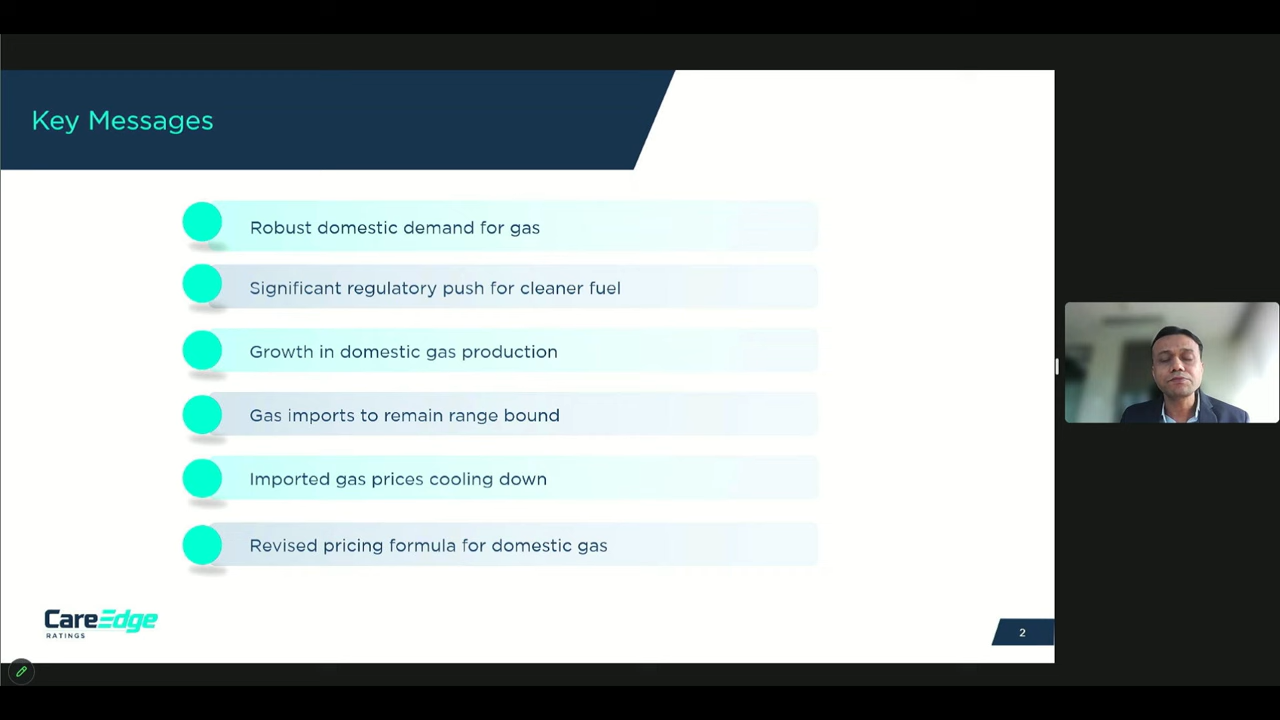 Key Messages
Robust domestic demand for gas
Significant regulatory push for cleaner fuel
Growth in domestic gas production
Gas imports to remain range bound
Imported gas prices cooling down
Revised pricing formula for domestic gas
CareEdge
RATINGS
2